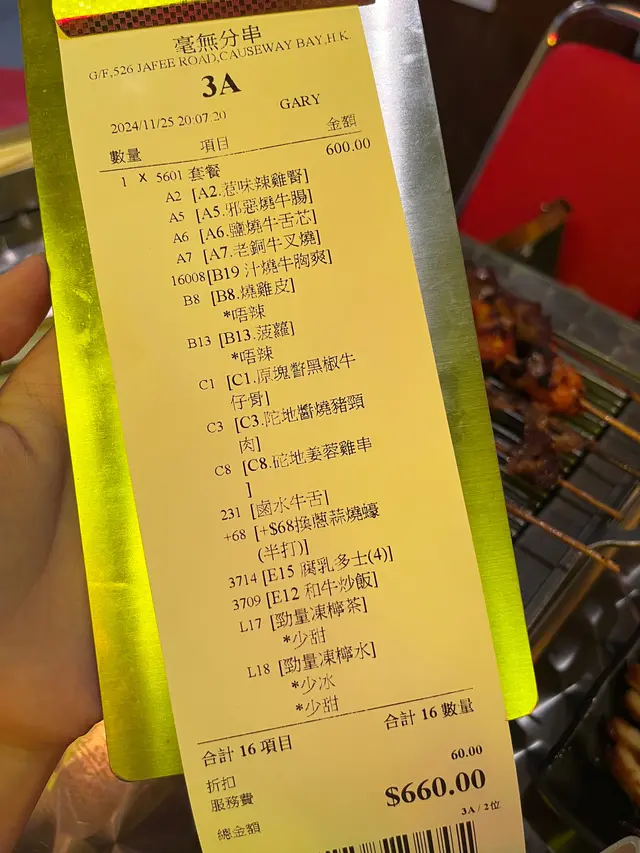 毫無分串
G/F,526 JAFEE ROAD,CAUSEWAY BAY,H.K.
3A
2024/11/25 20:07:20 GARY
數量 項目 金額
1 X 5601 套餐 600.00
A2 [A2.惹味辣雞腎]
A5 [A5.邪惡燒牛腸]
A6 [A6.鹽燒牛舌芯]
A7 [A7.老銅牛叉燒]
16008 [B19 汁燒牛胸爽]
B8 [B8.燒雞皮]
*唔辣
B13 [B13.菠蘿]
*唔辣
C1 [C1.原塊醬黑椒牛
仔骨]
C3 [C3.陀地醬燒豬頸
肉]
C8 [C8.砣地姜蓉雞串
]
231 [鹵水牛舌]
+68 [+$68換蔥蒜燒蠔
(半打)]
3714 [E15 腐乳多士(4)]
3709 [E12 和牛炒飯]
L17 [勁量凍檸茶]
*少甜
L18 [勁量凍檸水]
*少冰
*少甜
合計 16 項目 合計 16 數量
折扣
服務費 60.00
總金額 $660.00
3A / 2位